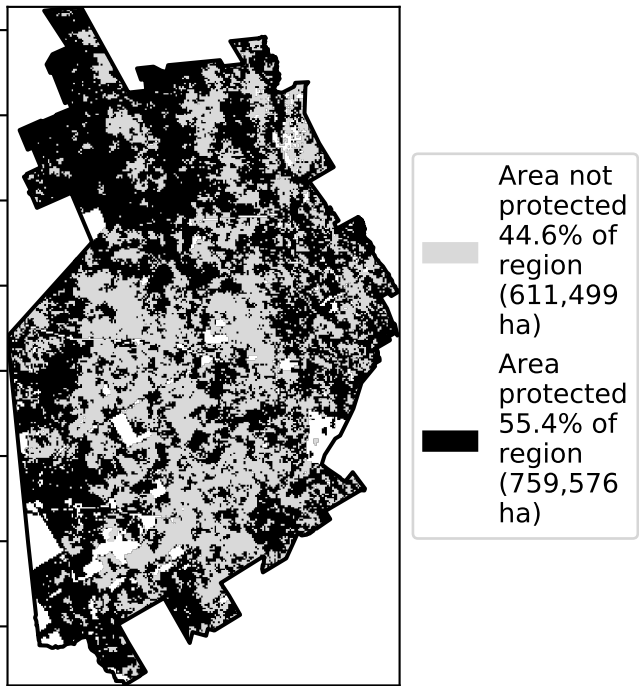 Area not
protected
44.6% of
region
(611,499
ha)
Area
protected
55.4% of
region
(759,576
ha)